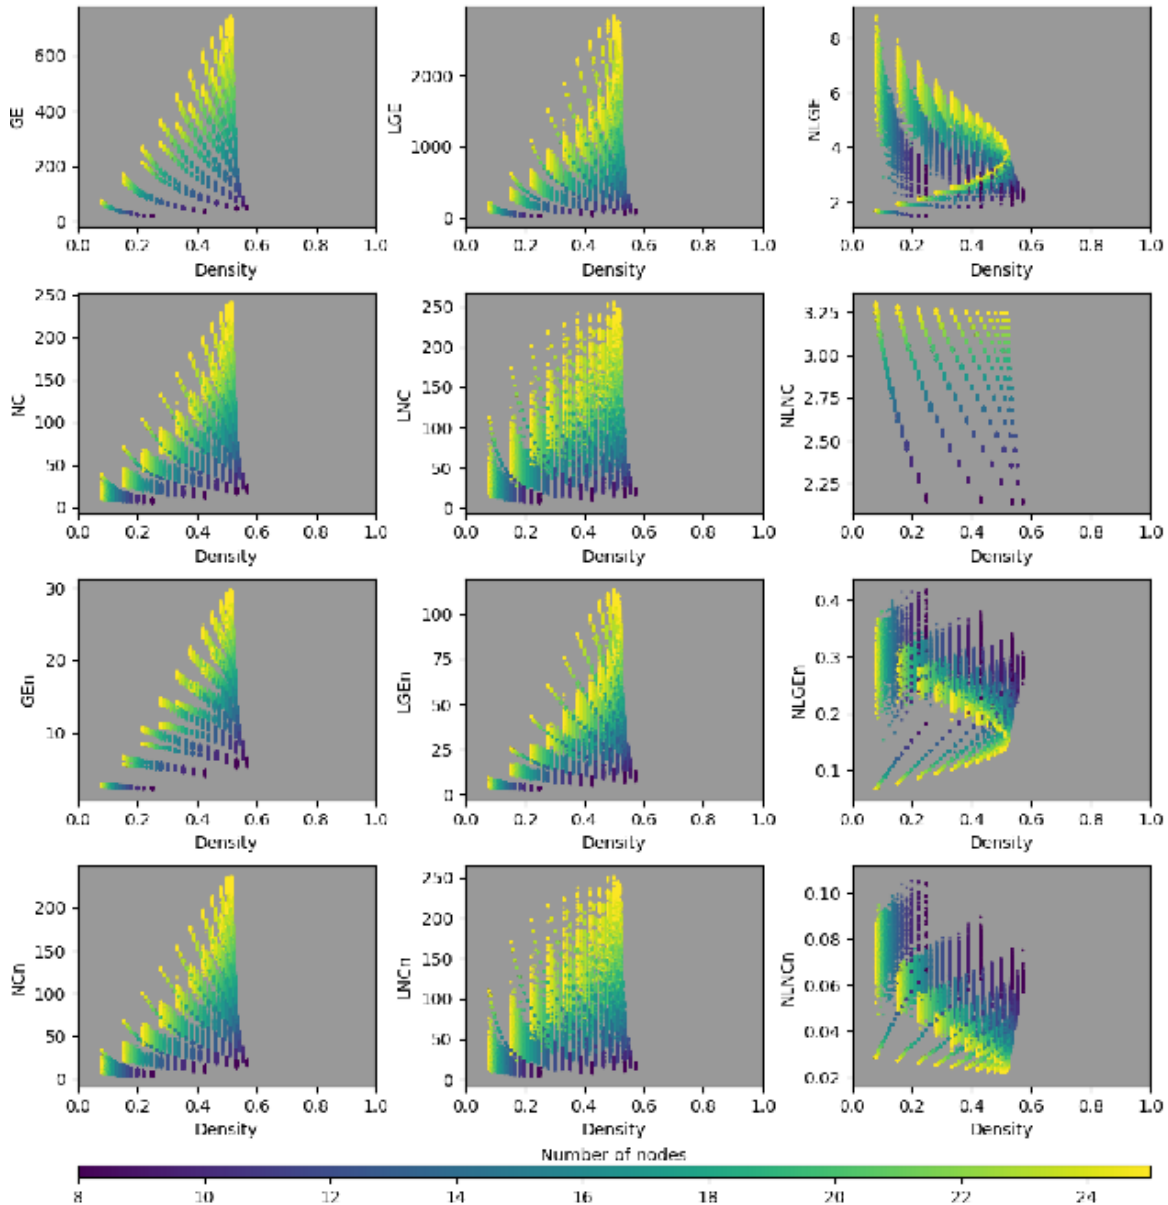 GE
600
400
200
0
0.0 0.2 0.4 0.6 0.8 1.0
Density
LGE
2000
1000
0
0.0 0.2 0.4 0.6 0.8 1.0
Density
NLGE
8
6
4
2
0.0 0.2 0.4 0.6 0.8 1.0
Density
NC
250
200
150
100
50
0
0.0 0.2 0.4 0.6 0.8 1.0
Density
LNC
250
200
150
100
50
0
0.0 0.2 0.4 0.6 0.8 1.0
Density
NLNC
3.25
3.00
2.75
2.50
2.25
0.0 0.2 0.4 0.6 0.8 1.0
Density
GEn
30
20
10
0.0 0.2 0.4 0.6 0.8 1.0
Density
LGEn
100
75
50
25
0
0.0 0.2 0.4 0.6 0.8 1.0
Density
NLGEn
0.4
0.3
0.2
0.1
0.0 0.2 0.4 0.6 0.8 1.0
Density
NCn
200
150
100
50
0
0.0 0.2 0.4 0.6 0.8 1.0
Density
LNCn
250
200
150
100
50
0
0.0 0.2 0.4 0.6 0.8 1.0
Density
NLNCn
0.10
0.08
0.06
0.04
0.02
0.0 0.2 0.4 0.6 0.8 1.0
Density
Number of nodes
8 10 12 14 16 18 20 22 24